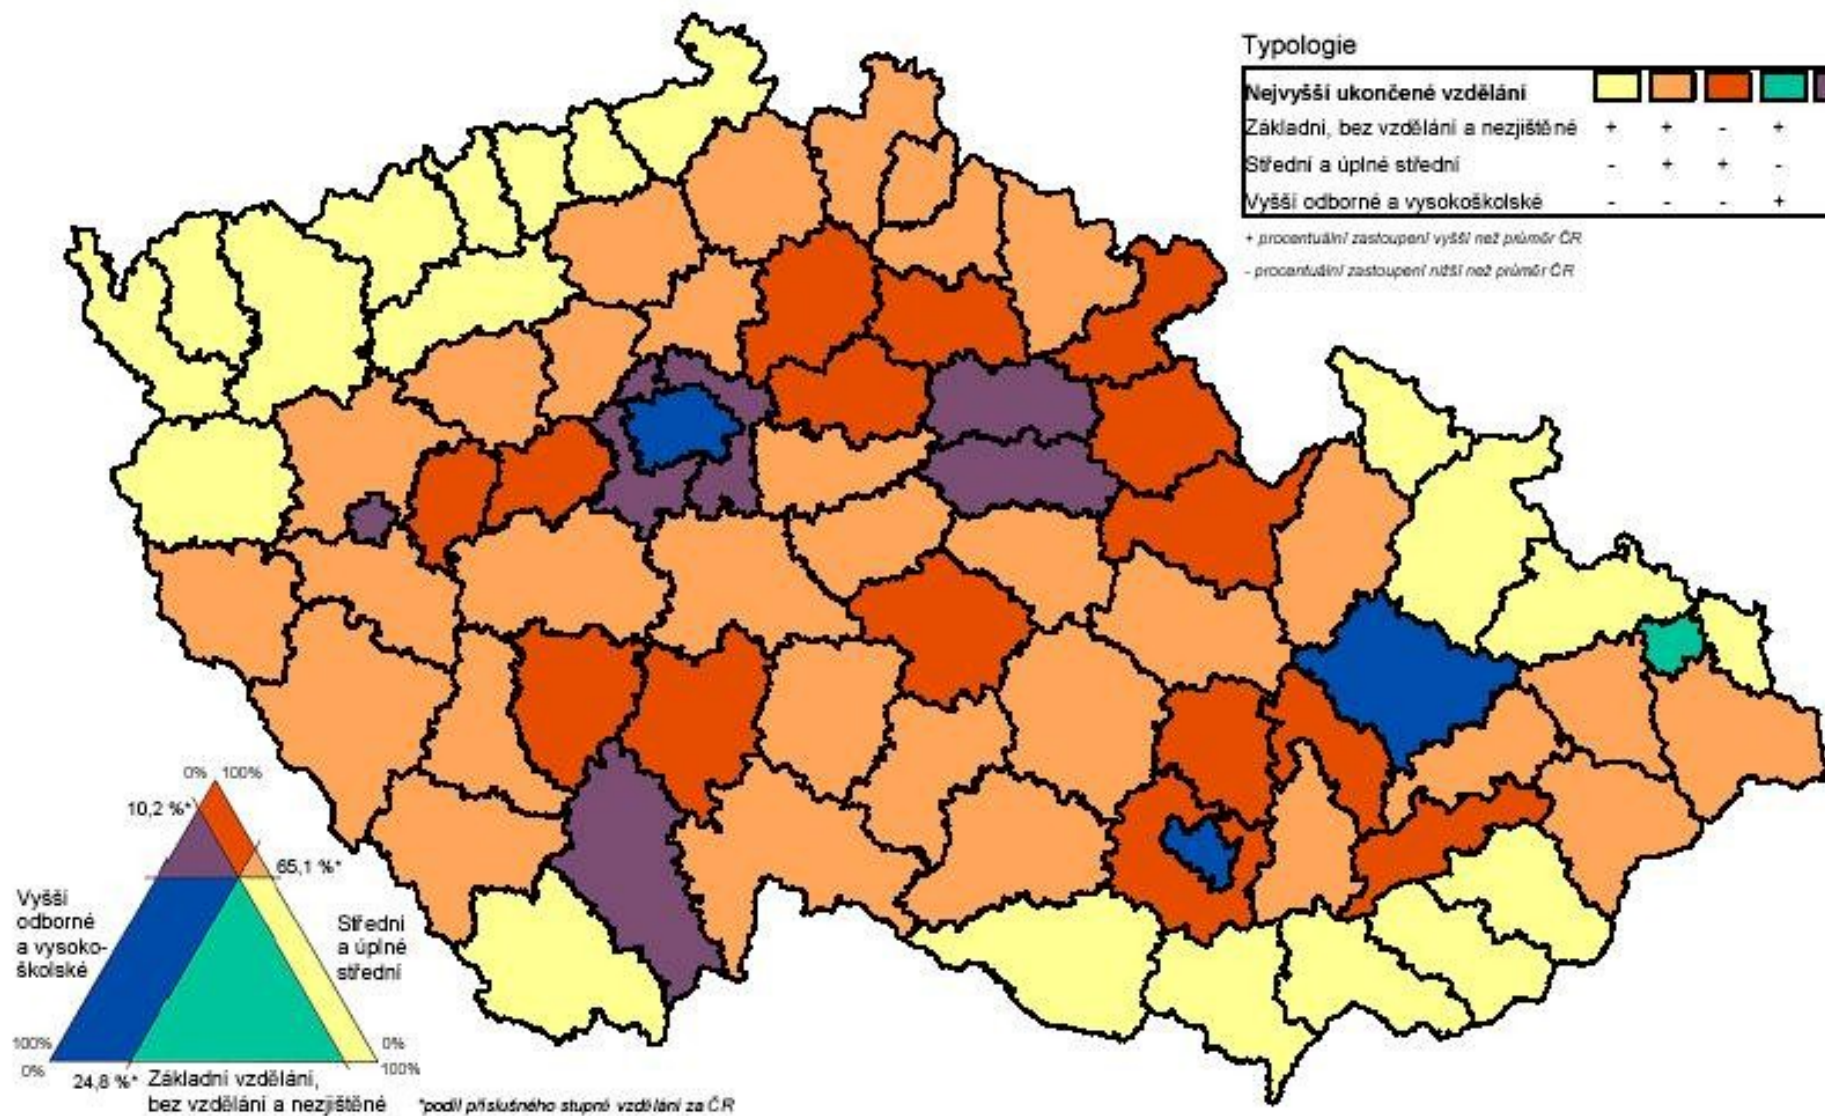 Typologie
Nejvyšší ukončené vzdělání
Základní, bez vzdělání a nezjištěné + + - +
Střední a úplné střední - + + -
Vyšší odborné a vysokoškolské - - - +
+ procentuální zastoupení vyšší než průměr ČR
- procentuální zastoupení nižší než průměr ČR
0% 100%
10,2 %*
65,1 %*
Vyšší
odborné
a vysoko-
školské
Střední
a úplné
střední
100%
0%
0%
100%
24,8 %*
Základní vzdělání,
bez vzdělání a nezjištěné
*podíl příslušného stupně vzdělání za ČR